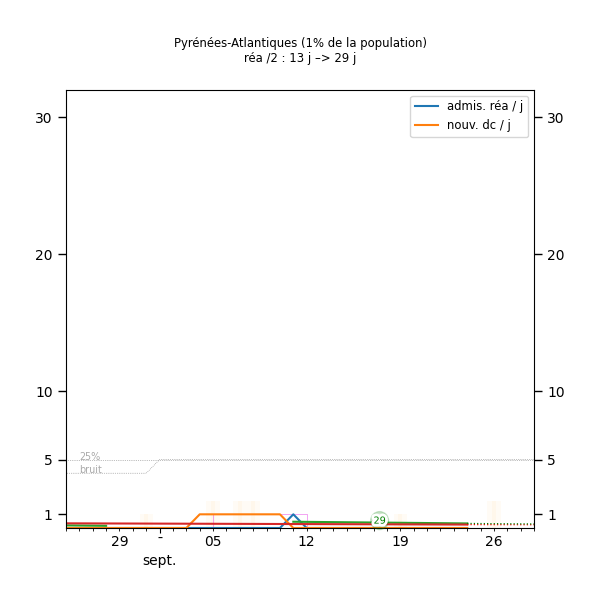 Pyrénées-Atlantiques (1% de la population)
réa /2 : 13 j –> 29 j
admis. réa / j
nouv. dc / j
30 30
20 20
10 10
25%
5 5
bruit
29
1 1
29 - 05 12 19 26
sept.